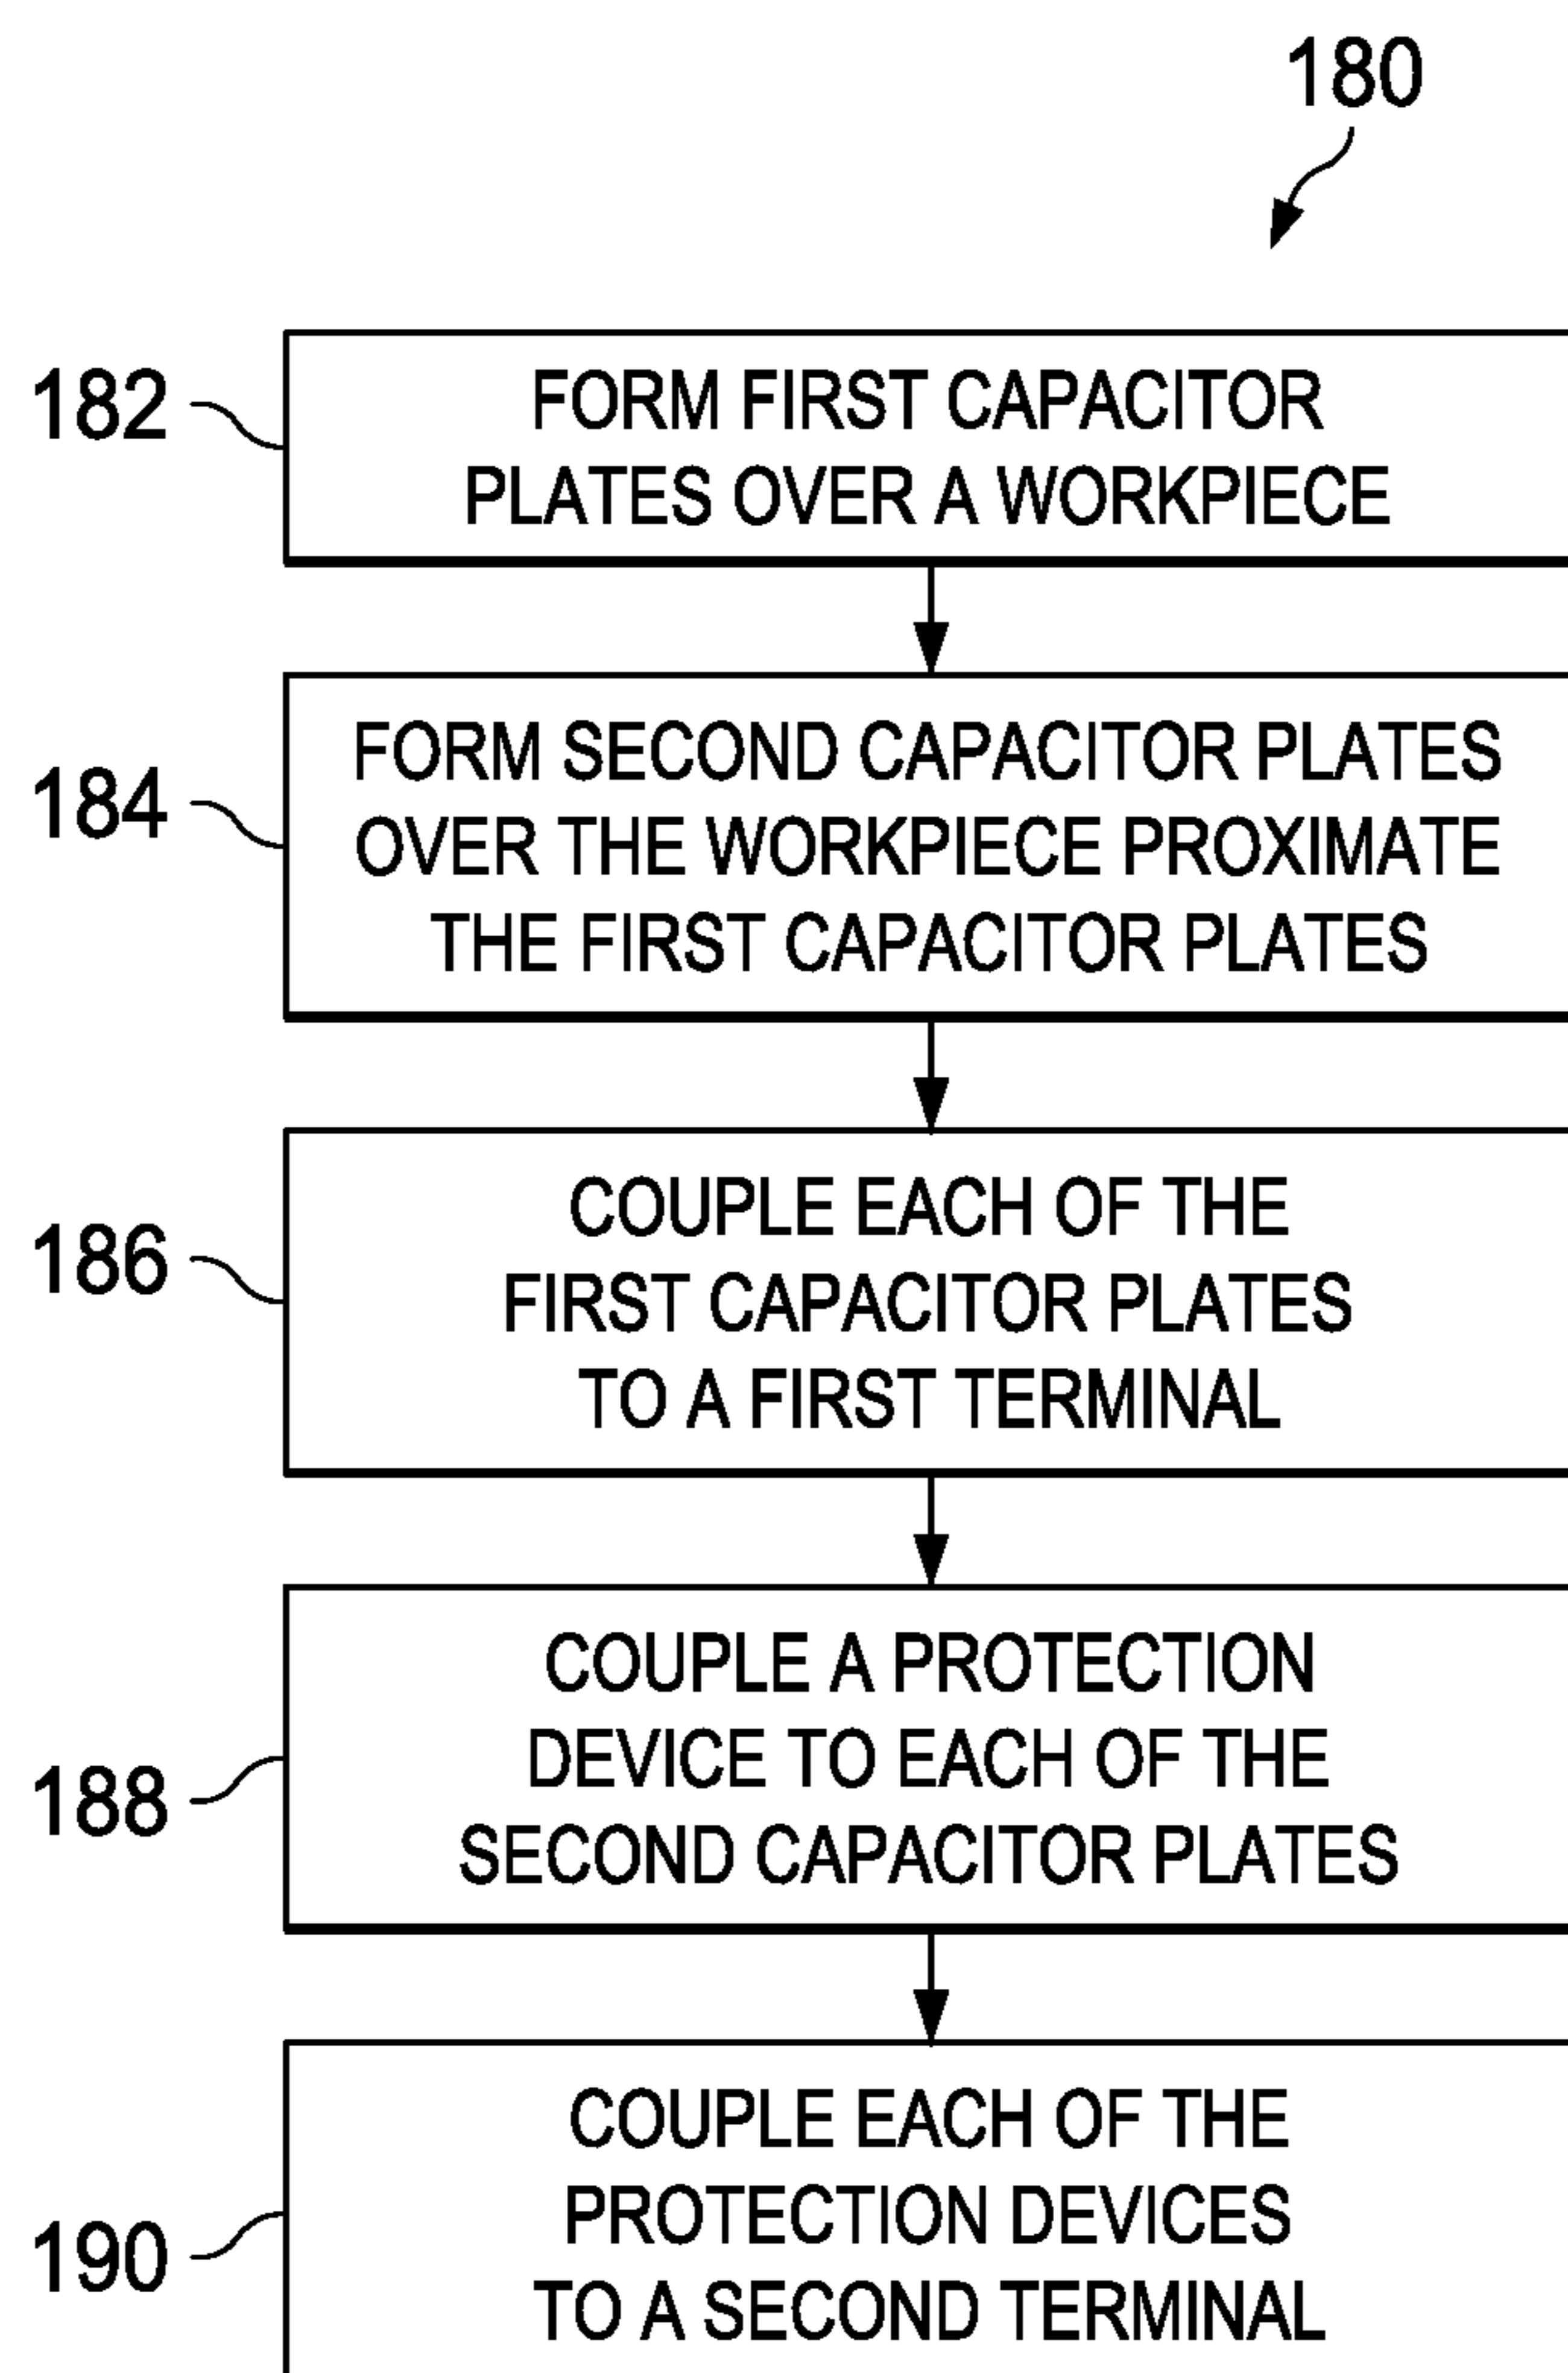 180
182
FORM FIRST CAPACITOR
PLATES OVER A WORKPIECE
184
FORM SECOND CAPACITOR PLATES
OVER THE WORKPIECE PROXIMATE
THE FIRST CAPACITOR PLATES
186
COUPLE EACH OF THE
FIRST CAPACITOR PLATES
TO A FIRST TERMINAL
188
COUPLE A PROTECTION
DEVICE TO EACH OF THE
SECOND CAPACITOR PLATES
190
COUPLE EACH OF THE
PROTECTION DEVICES
TO A SECOND TERMINAL